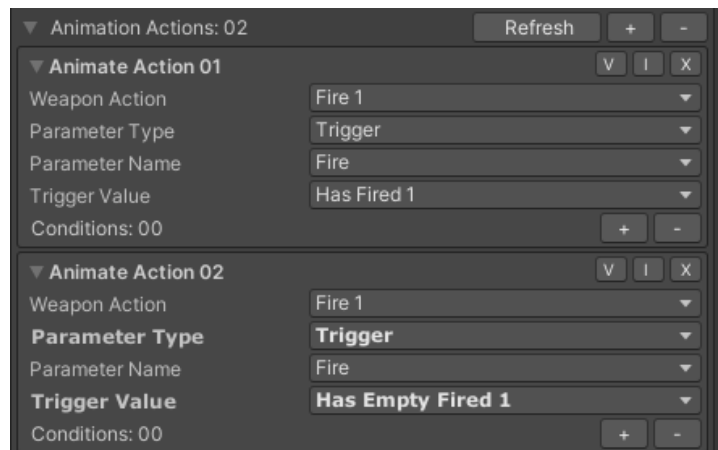 Animation Actions: 02 Refresh + -
Animate Action 01 V I X
Weapon Action Fire 1
Parameter Type Trigger
Parameter Name Fire
Trigger Value Has Fired 1
Conditions: 00 + -
Animate Action 02 V I X
Weapon Action Fire 1
Parameter Type Trigger
Parameter Name Fire
Trigger Value Has Empty Fired 1
Conditions: 00 + -